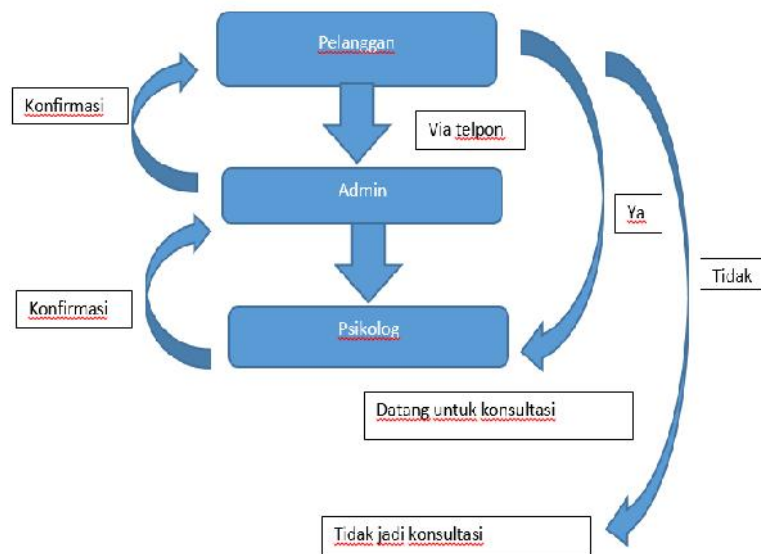 Pelanggan
Konfirmasi
Via telpon
Admin
Ya
Tidak
Konfirmasi
Psikolog
Datang untuk konsultasi
Tidak jadi konsultasi